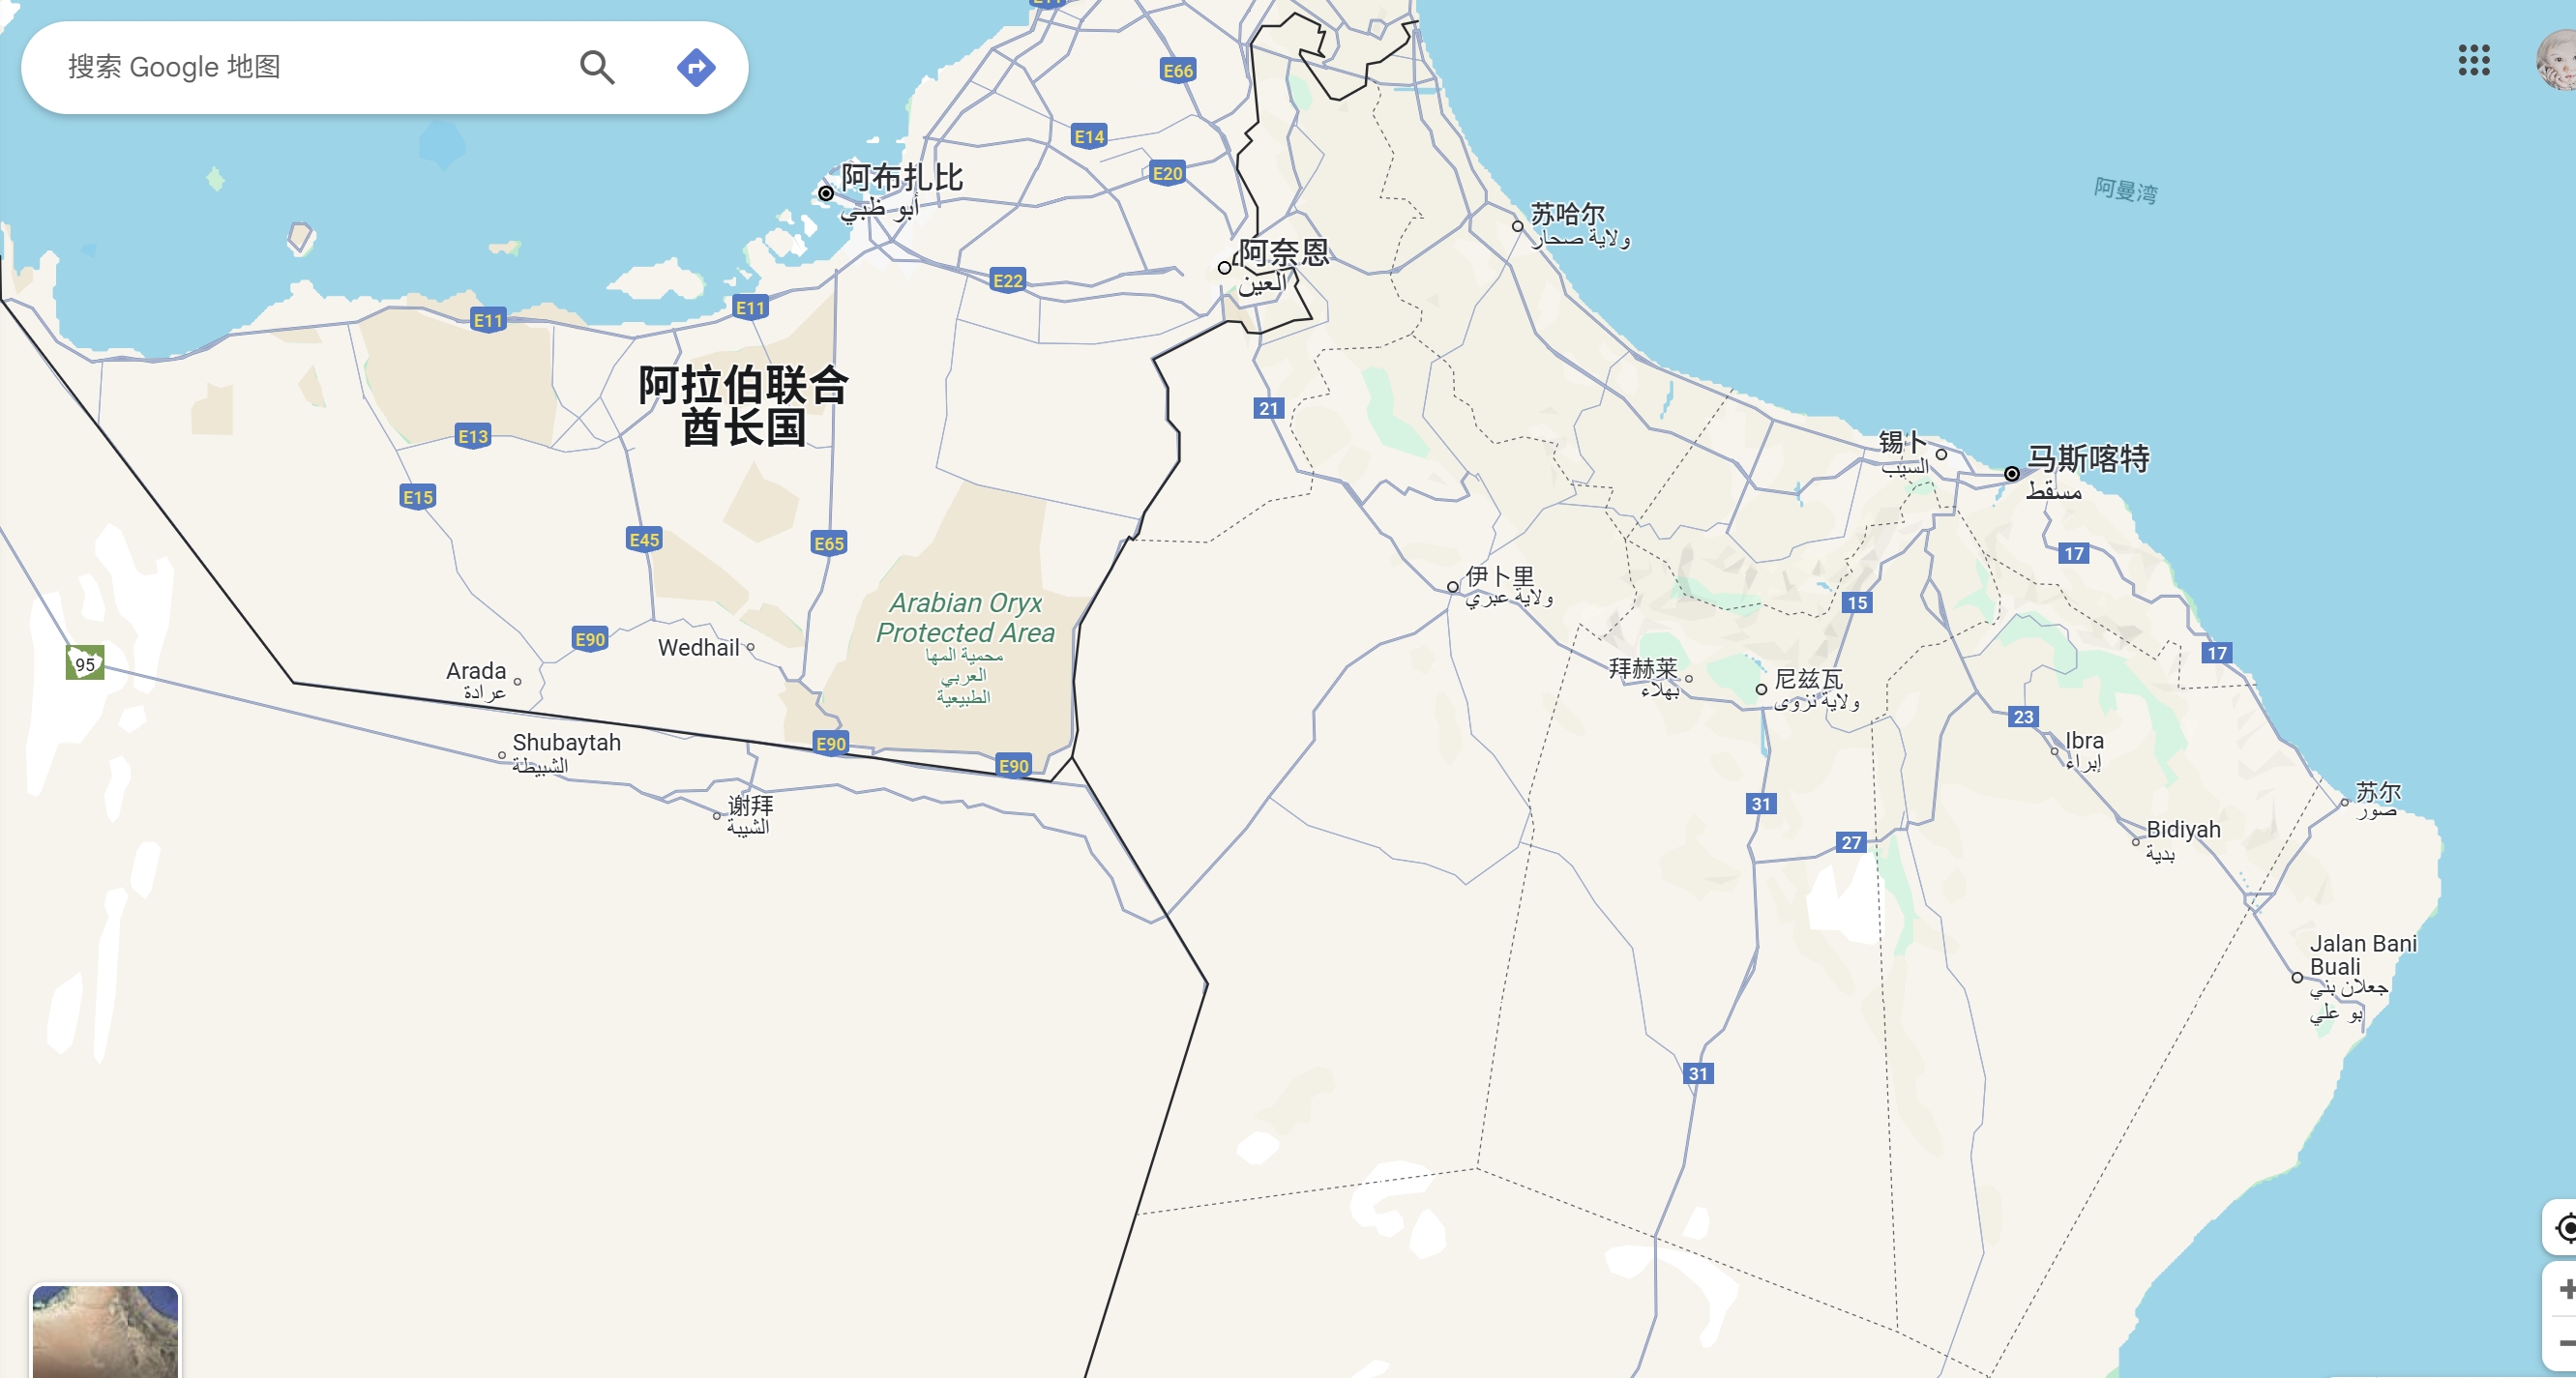 搜索 Google 地图
E66
E14
E20
阿布扎比
أبو ظبي
阿曼湾
苏哈尔
ولاية صحار
阿奈恩
العين
E22
E11
E11
阿拉伯联合
酋长国
21
E13
锡卜
السيب
马斯喀特
مسقط
E15
E45
E65
17
伊卜里
ولاية عبري
15
Arabian Oryx
Protected Area
محمية المها
العربي
الطبيعية
E90
Wedhail
95
17
Arada
عرادة
拜赫莱
بهلاء
尼兹瓦
ولاية نزوى
23
Shubaytah
الشبيطة
E90
E90
Ibra
إبراء
谢拜
الشيبة
31
苏尔
صور
27
Bidiyah
بدية
Jalan Bani
Buali
جعلان بني
بو علي
31